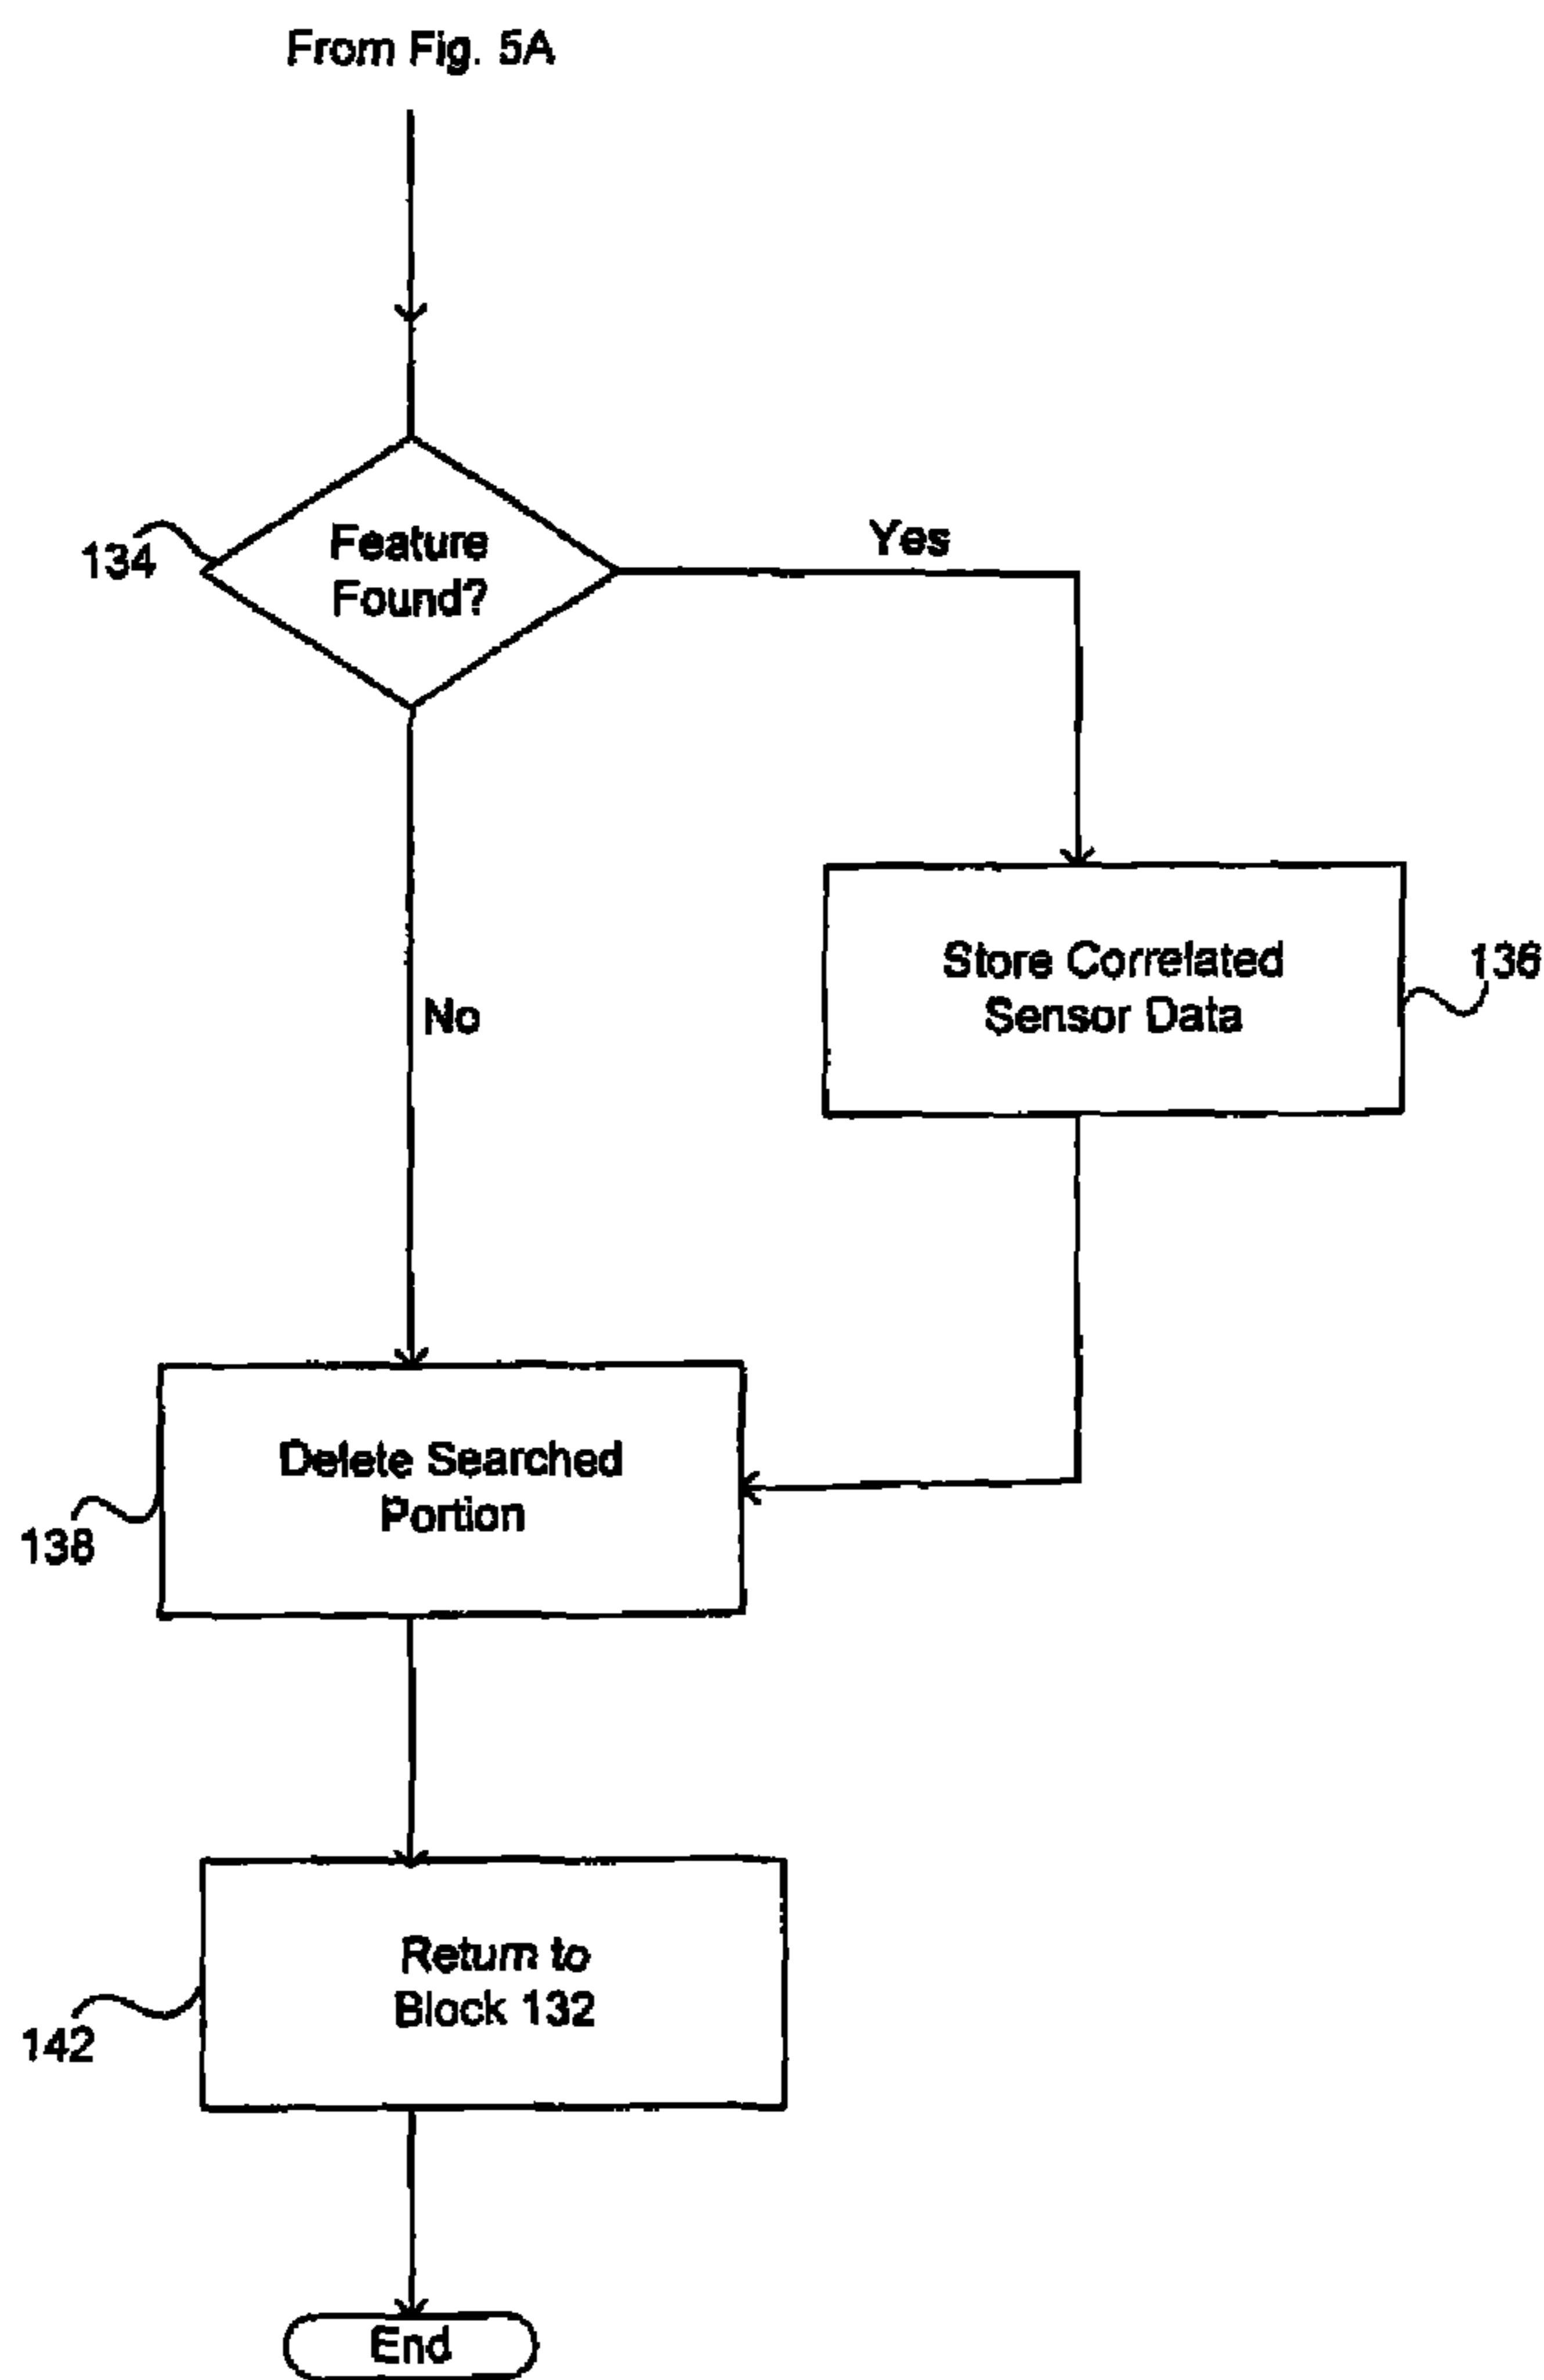 From Fig. 5A
134
Feature
Found?
Yes
No
Store Correlated
Sensor Data
136
Delete Searched
Portion
138
Return to
Block 132
142
End